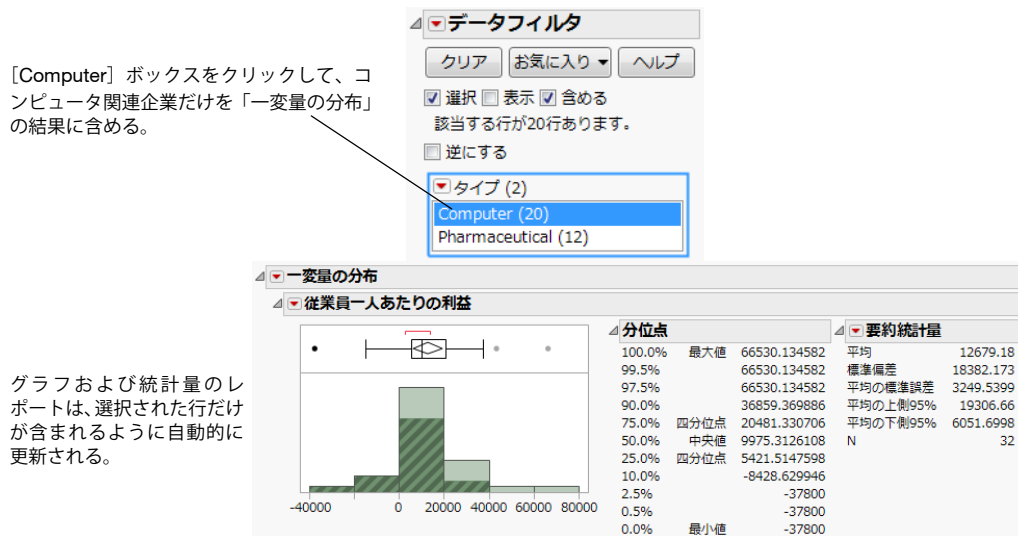 データフィルタ
クリア お気に入り ヘルプ
選択 表示 含める
該当する行が20行あります。
逆にする
タイプ (2)
Computer (20)
Pharmaceutical (12)
［Computer］ボックスをクリックして、コ
ンピュータ関連企業だけを「一変量の分布」
の結果に含める。
一変量の分布
従業員一人あたりの利益
-40000 0 20000 40000 60000 80000
分位点
100.0% 最大値 66530.134582
99.5% 66530.134582
97.5% 66530.134582
90.0% 36859.369886
75.0% 四分位点 20481.330706
50.0% 中央値 9975.3126108
25.0% 四分位点 5421.5147598
10.0% -8428.629946
2.5% -37800
0.5% -37800
0.0% 最小値 -37800
要約統計量
平均 12679.18
標準偏差 18382.173
平均の標準誤差 3249.5399
平均の上側95% 19306.66
平均の下側95% 6051.6998
N 32
グラフおよび統計量のレ
ポートは、選択された行だけ
が含まれるように自動的に
更新される。